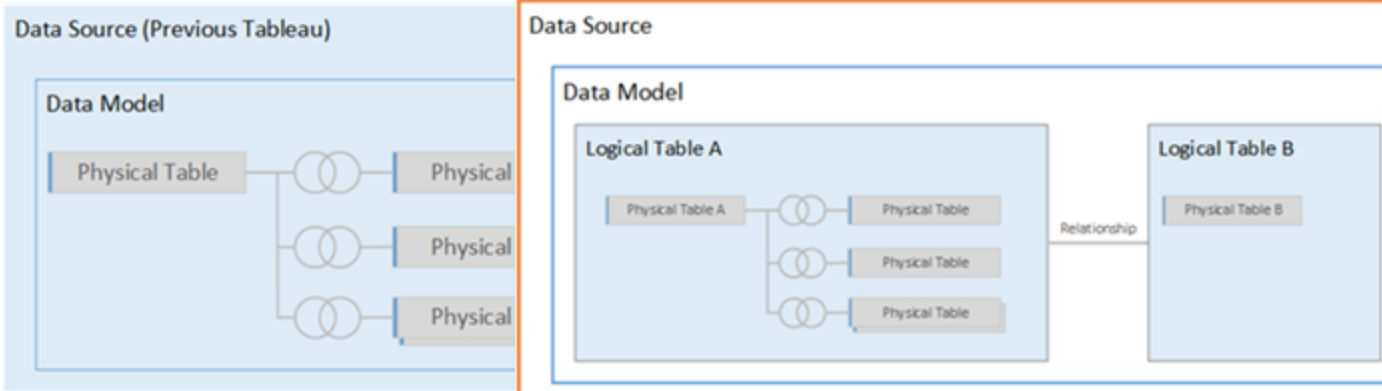 Data Source (Previous Tableau)
Data Model
Physical Table
Physical
Physical
Physical
Data Source
Data Model
Logical Table A
Physical Table A
Physical Table
Physical Table
Physical Table
Relationship
Logical Table B
Physical Table B